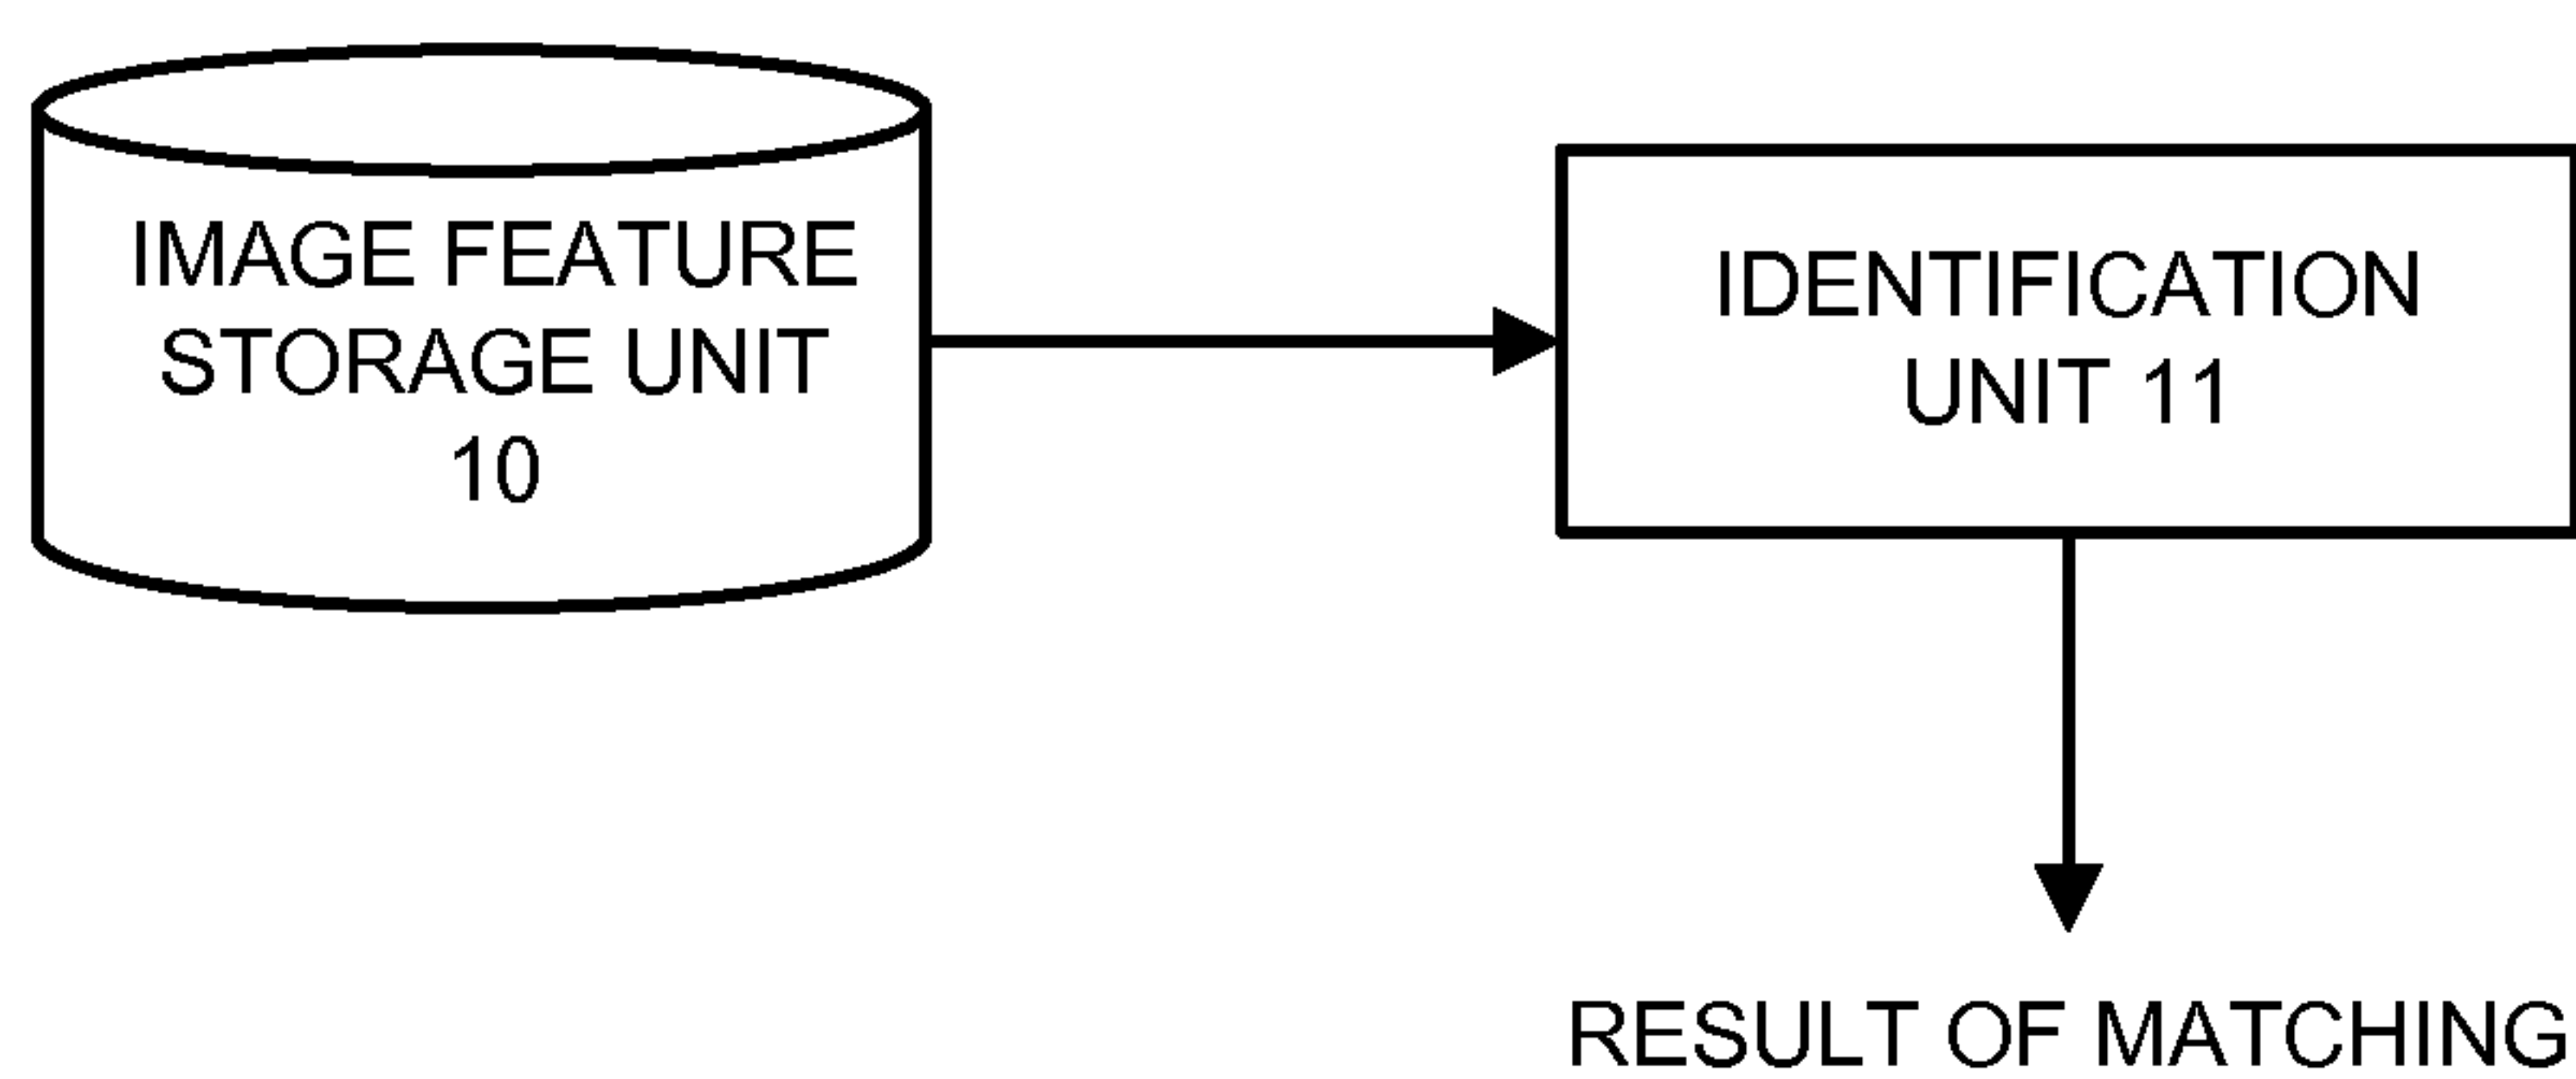 IMAGE FEATURE
STORAGE UNIT
10
IDENTIFICATION
UNIT 11
RESULT OF MATCHING